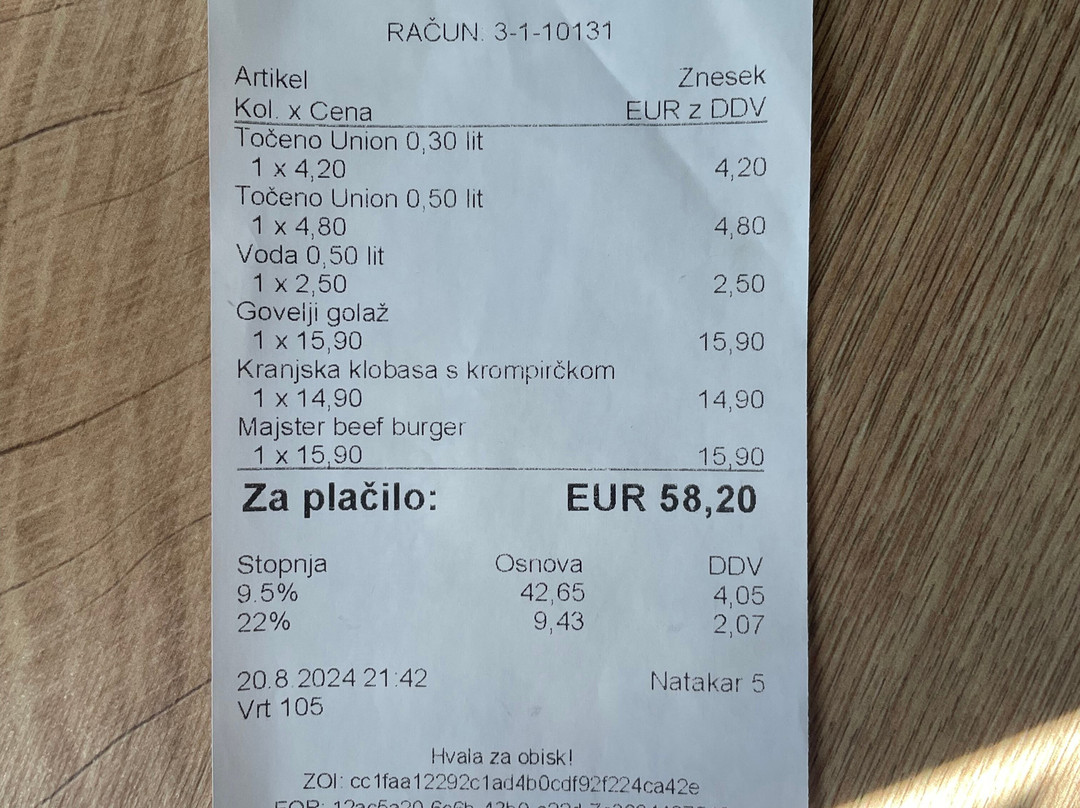 RAČUN: 3-1-10131
Artikel Znesek
Kol. x Cena EUR z DDV
Točeno Union 0,30 lit
1 x 4,20 4,20
Točeno Union 0,50 lit
1 x 4,80 4,80
Voda 0,50 lit
1 x 2,50 2,50
Govelji golaž
1 x 15,90 15,90
Kranjska klobasa s krompirčkom
1 x 14,90 14,90
Majster beef burger
1 x 15,90 15,90
Za plačilo: EUR 58,20
Stopnja Osnova DDV
9.5% 42,65 4,05
22% 9,43 2,07
20.8.2024 21:42 Natakar 5
Vrt 105
Hvala za obisk!
ZOI: cc1faa12292c1ad4b0cdf92f224ca42e